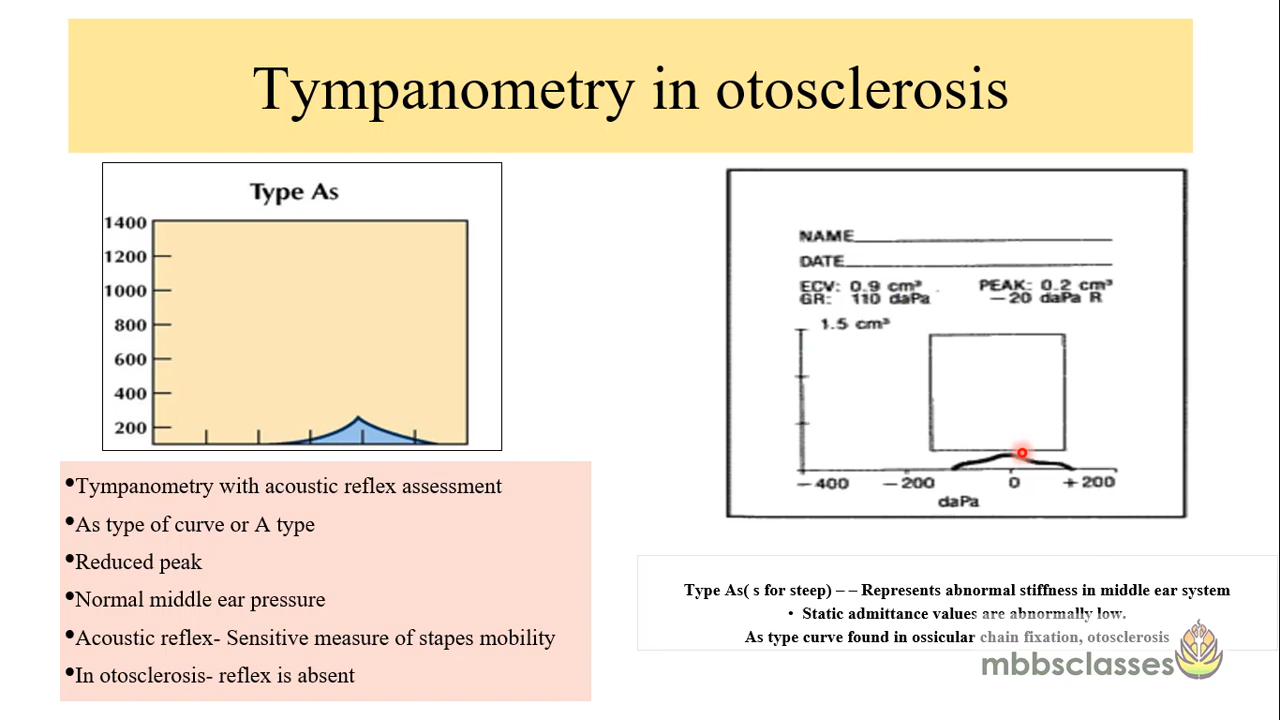 Tympanometry in otosclerosis
Type As
1400
1200
1000
800
600
400
200
•Tympanometry with acoustic reflex assessment
•As type of curve or A type
•Reduced peak
•Normal middle ear pressure
•Acoustic reflex- Sensitive measure of stapes mobility
•In otosclerosis- reflex is absent
NAME
DATE
ECV: 0.9 cm³ PEAK: 0.2 cm³
GR: 110 daPa −20 daPa R
1.5 cm³
−400 −200 0 +200
daPa
Type As( s for steep) – – Represents abnormal stiffness in middle ear system
• Static admittance values are abnormally low.
As type curve found in ossicular chain fixation, otosclerosis
mbbsclasses